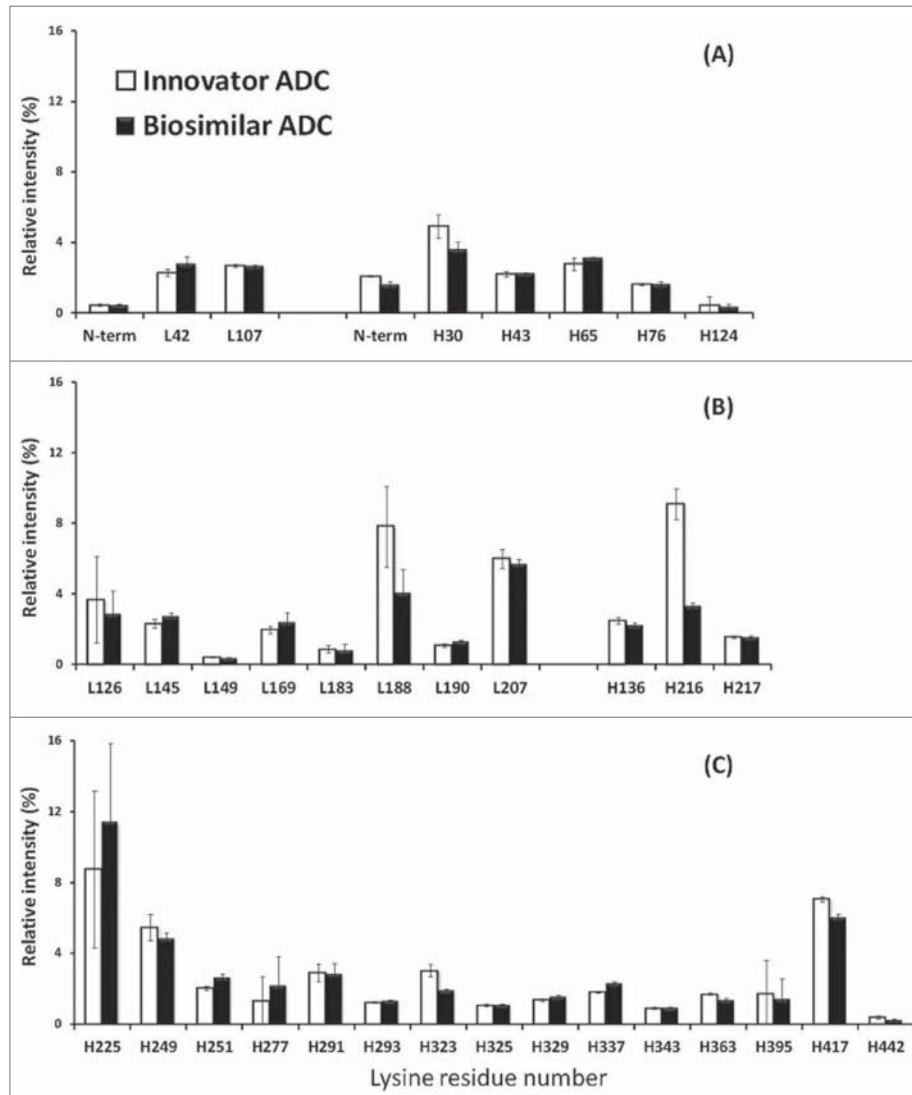 16
(A)
Innovator ADC
Biosimilar ADC
12
8
4
0
Relative intensity (%)
N-term L42 L107 N-term H30 H43 H65 H76 H124
16
(B)
12
8
4
0
Relative intensity (%)
L126 L145 L149 L169 L183 L188 L190 L207 H136 H216 H217
16
(C)
12
8
4
0
Relative intensity (%)
H225 H249 H251 H277 H291 H293 H323 H325 H329 H337 H343 H363 H395 H417 H442
Lysine residue number